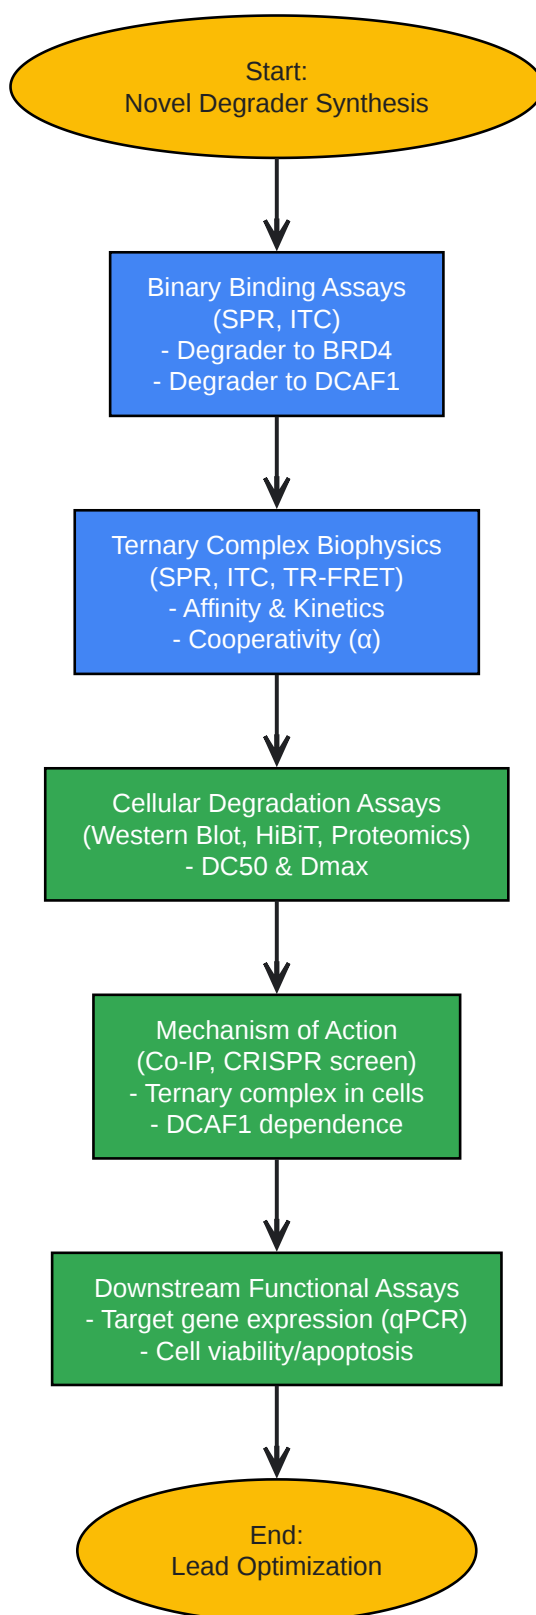 Start:
Novel Degrader Synthesis
Binary Binding Assays
(SPR, ITC)
- Degrader to BRD4
- Degrader to DCAF1
Ternary Complex Biophysics
(SPR, ITC, TR-FRET)
- Affinity & Kinetics
- Cooperativity (α)
Cellular Degradation Assays
(Western Blot, HiBiT, Proteomics)
- DC50 & Dmax
Mechanism of Action
(Co-IP, CRISPR screen)
- Ternary complex in cells
- DCAF1 dependence
Downstream Functional Assays
- Target gene expression (qPCR)
- Cell viability/apoptosis
End:
Lead Optimization